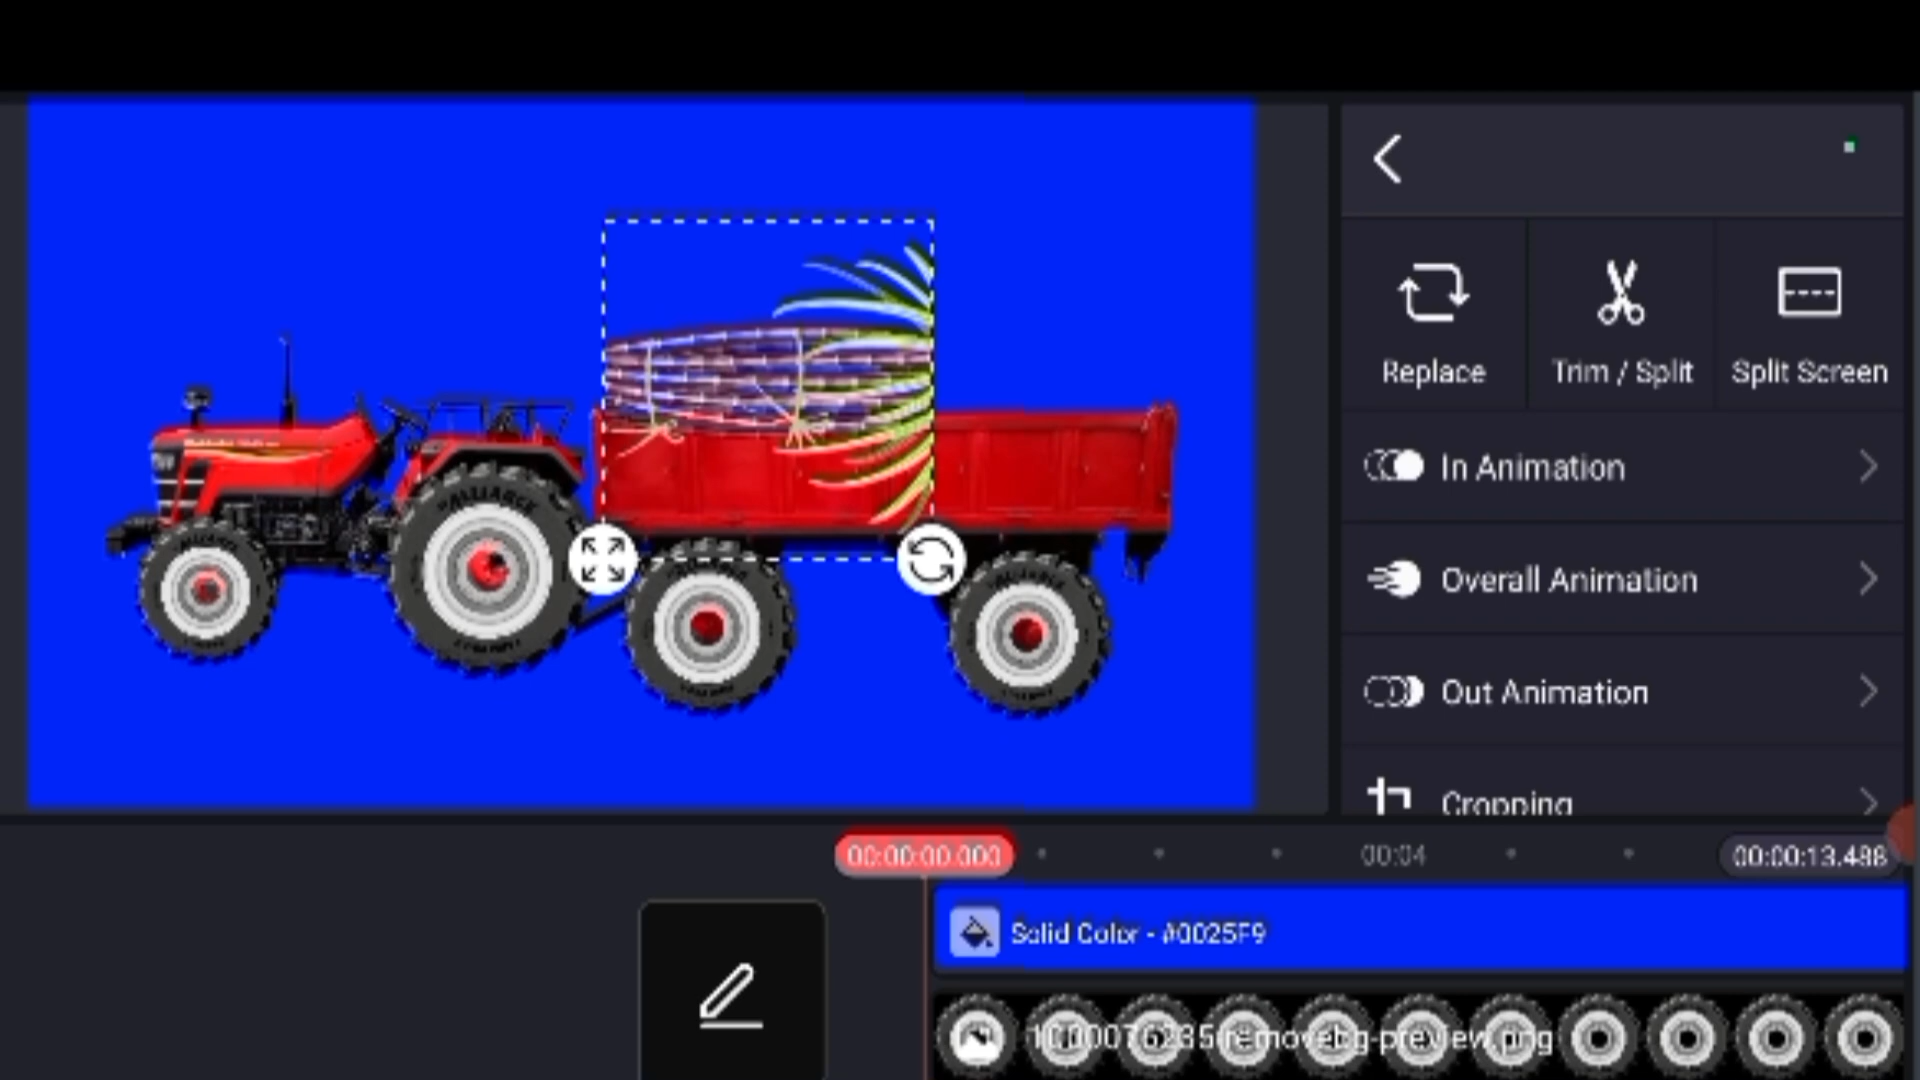 Replace
Trim / Split
Split Screen
In Animation
Overall Animation
Out Animation
Cropping
00:00:00.000
00:04
00:00:13.488
Solid Color - #0025F9
1000076235-removebg-preview.png